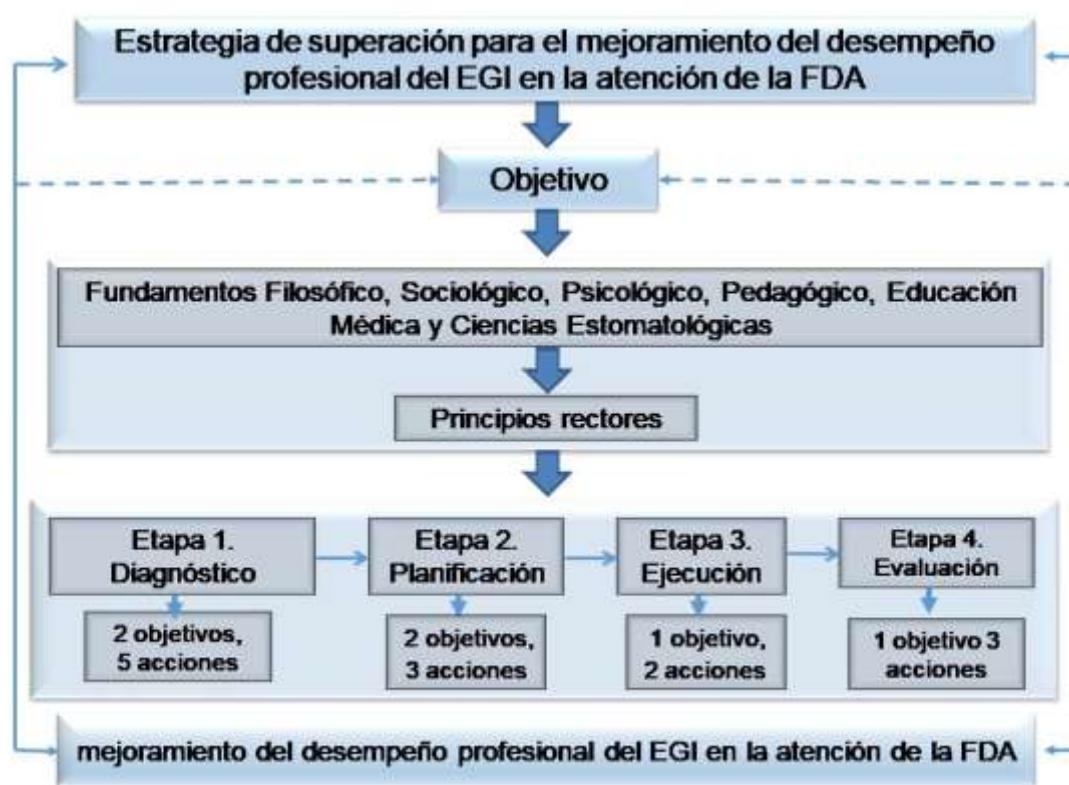 Estrategia de superación para el mejoramiento del desempeño
profesional del EGI en la atención de la FDA
Objetivo
Fundamentos Filosófico, Sociológico, Psicológico, Pedagógico, Educación
Médica y Ciencias Estomatológicas
Principios rectores
Etapa 1.
Diagnóstico
Etapa 2.
Planificación
Etapa 3.
Ejecución
Etapa 4.
Evaluación
2 objetivos,
5 acciones
2 objetivos,
3 acciones
1 objetivo,
2 acciones
1 objetivo 3
acciones
mejoramiento del desempeño profesional del EGI en la atención de la FDA